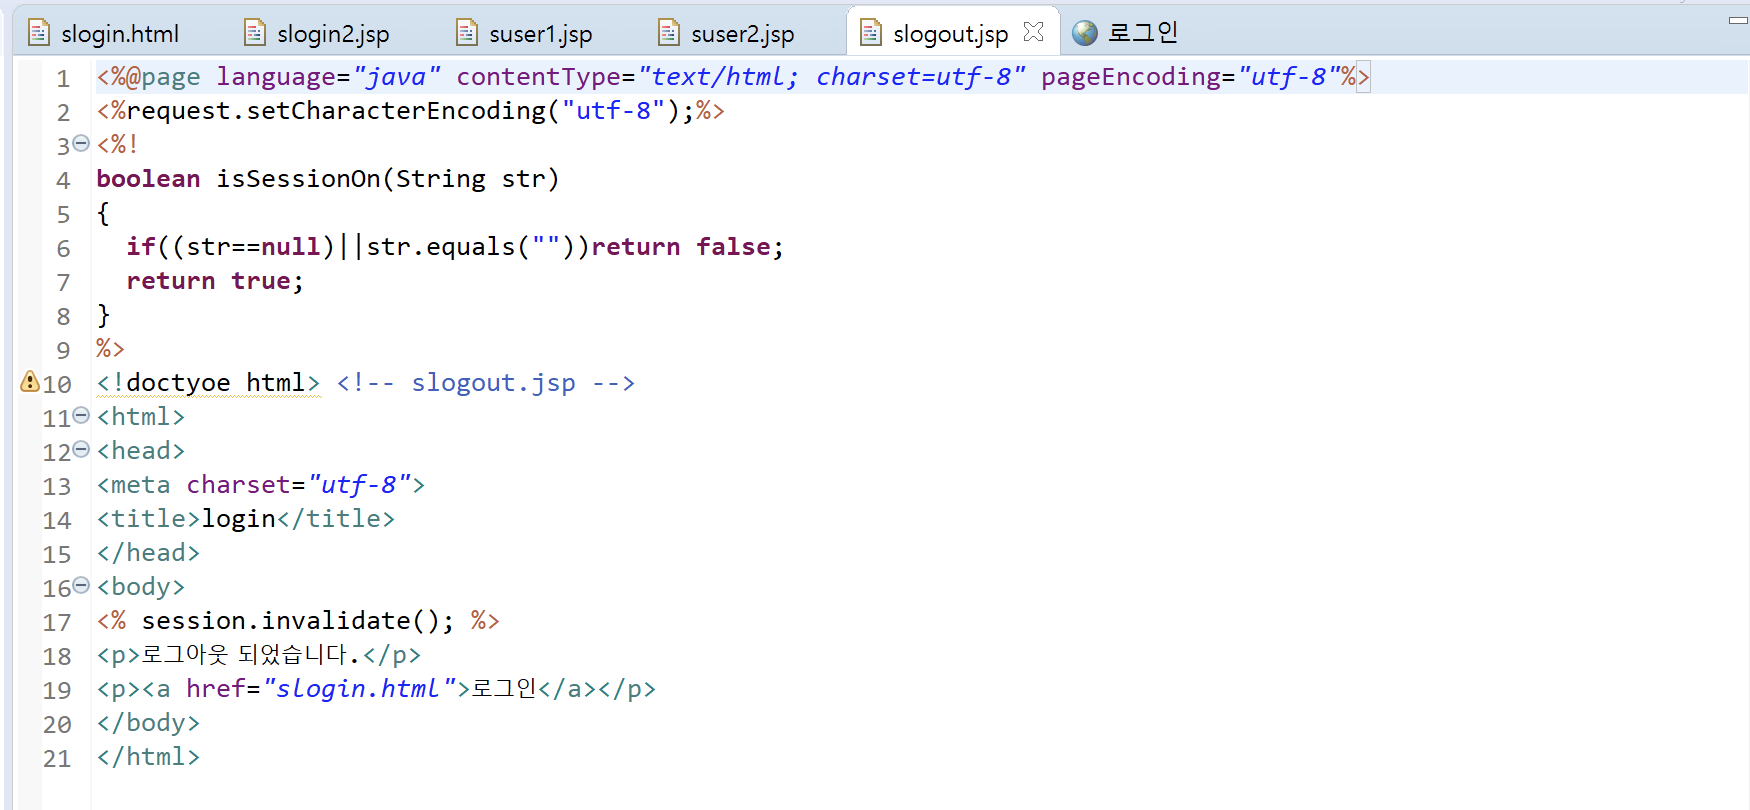 slogin.html slogin2.jsp suser1.jsp suser2.jsp slogout.jsp 로그인
1 <%@page language="java" contentType="text/html; charset=utf-8" pageEncoding="utf-8"%>
2 <%request.setCharacterEncoding("utf-8");%>
3 <%!
4 boolean isSessionOn(String str)
5 {
6   if((str==null)||str.equals(""))return false;
7   return true;
8 }
9 %>
10 <!doctyoe html> <!-- slogout.jsp -->
11 <html>
12 <head>
13 <meta charset="utf-8">
14 <title>login</title>
15 </head>
16 <body>
17 <% session.invalidate(); %>
18 <p>로그아웃 되었습니다.</p>
19 <p><a href="slogin.html">로그인</a></p>
20 </body>
21 </html>